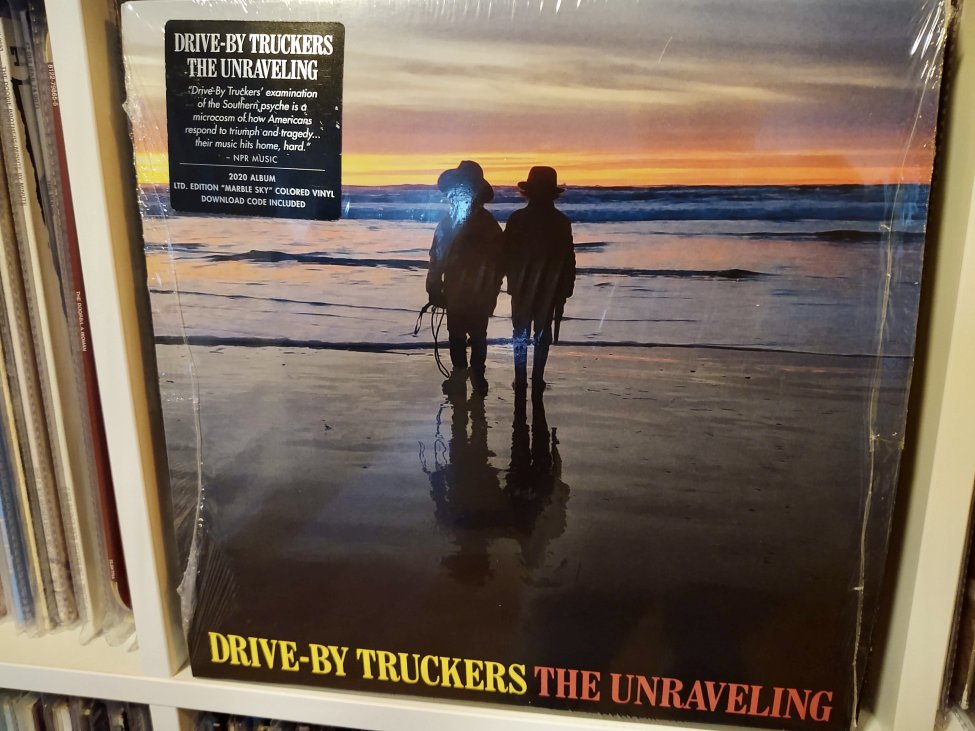 DRIVE-BY TRUCKERS
THE UNRAVELING
"Drive-By Truckers' examination
of the Southern psyche is a
microcosm of how Americans
respond to triumph and tragedy...
their music hits home, hard."
– NPR MUSIC
2020 ALBUM
LTD. EDITION "MARBLE SKY" COLORED VINYL
DOWNLOAD CODE INCLUDED
DRIVE-BY TRUCKERS THE UNRAVELING